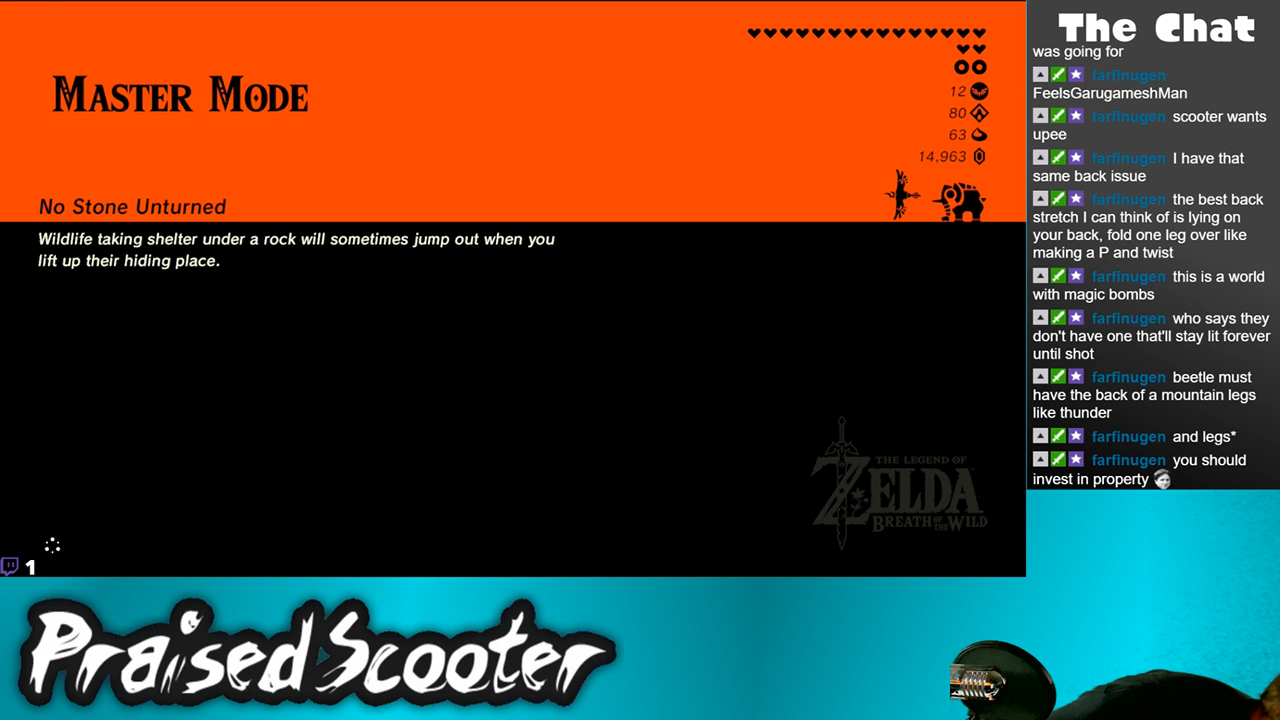 Master Mode
12
80
63
14,963
No Stone Unturned
Wildlife taking shelter under a rock will sometimes jump out when you
lift up their hiding place.
THE LEGEND OF
ZELDA
BREATH OF THE WILD
1
PraisedScooter
The Chat
was going for
farfinugen
FeelsGarugameshMan
farfinugen scooter wants
upee
farfinugen I have that
same back issue
farfinugen the best back
stretch I can think of is lying on
your back, fold one leg over like
making a P and twist
farfinugen this is a world
with magic bombs
farfinugen who says they
don't have one that'll stay lit forever
until shot
farfinugen beetle must
have the back of a mountain legs
like thunder
farfinugen and legs*
farfinugen you should
invest in property